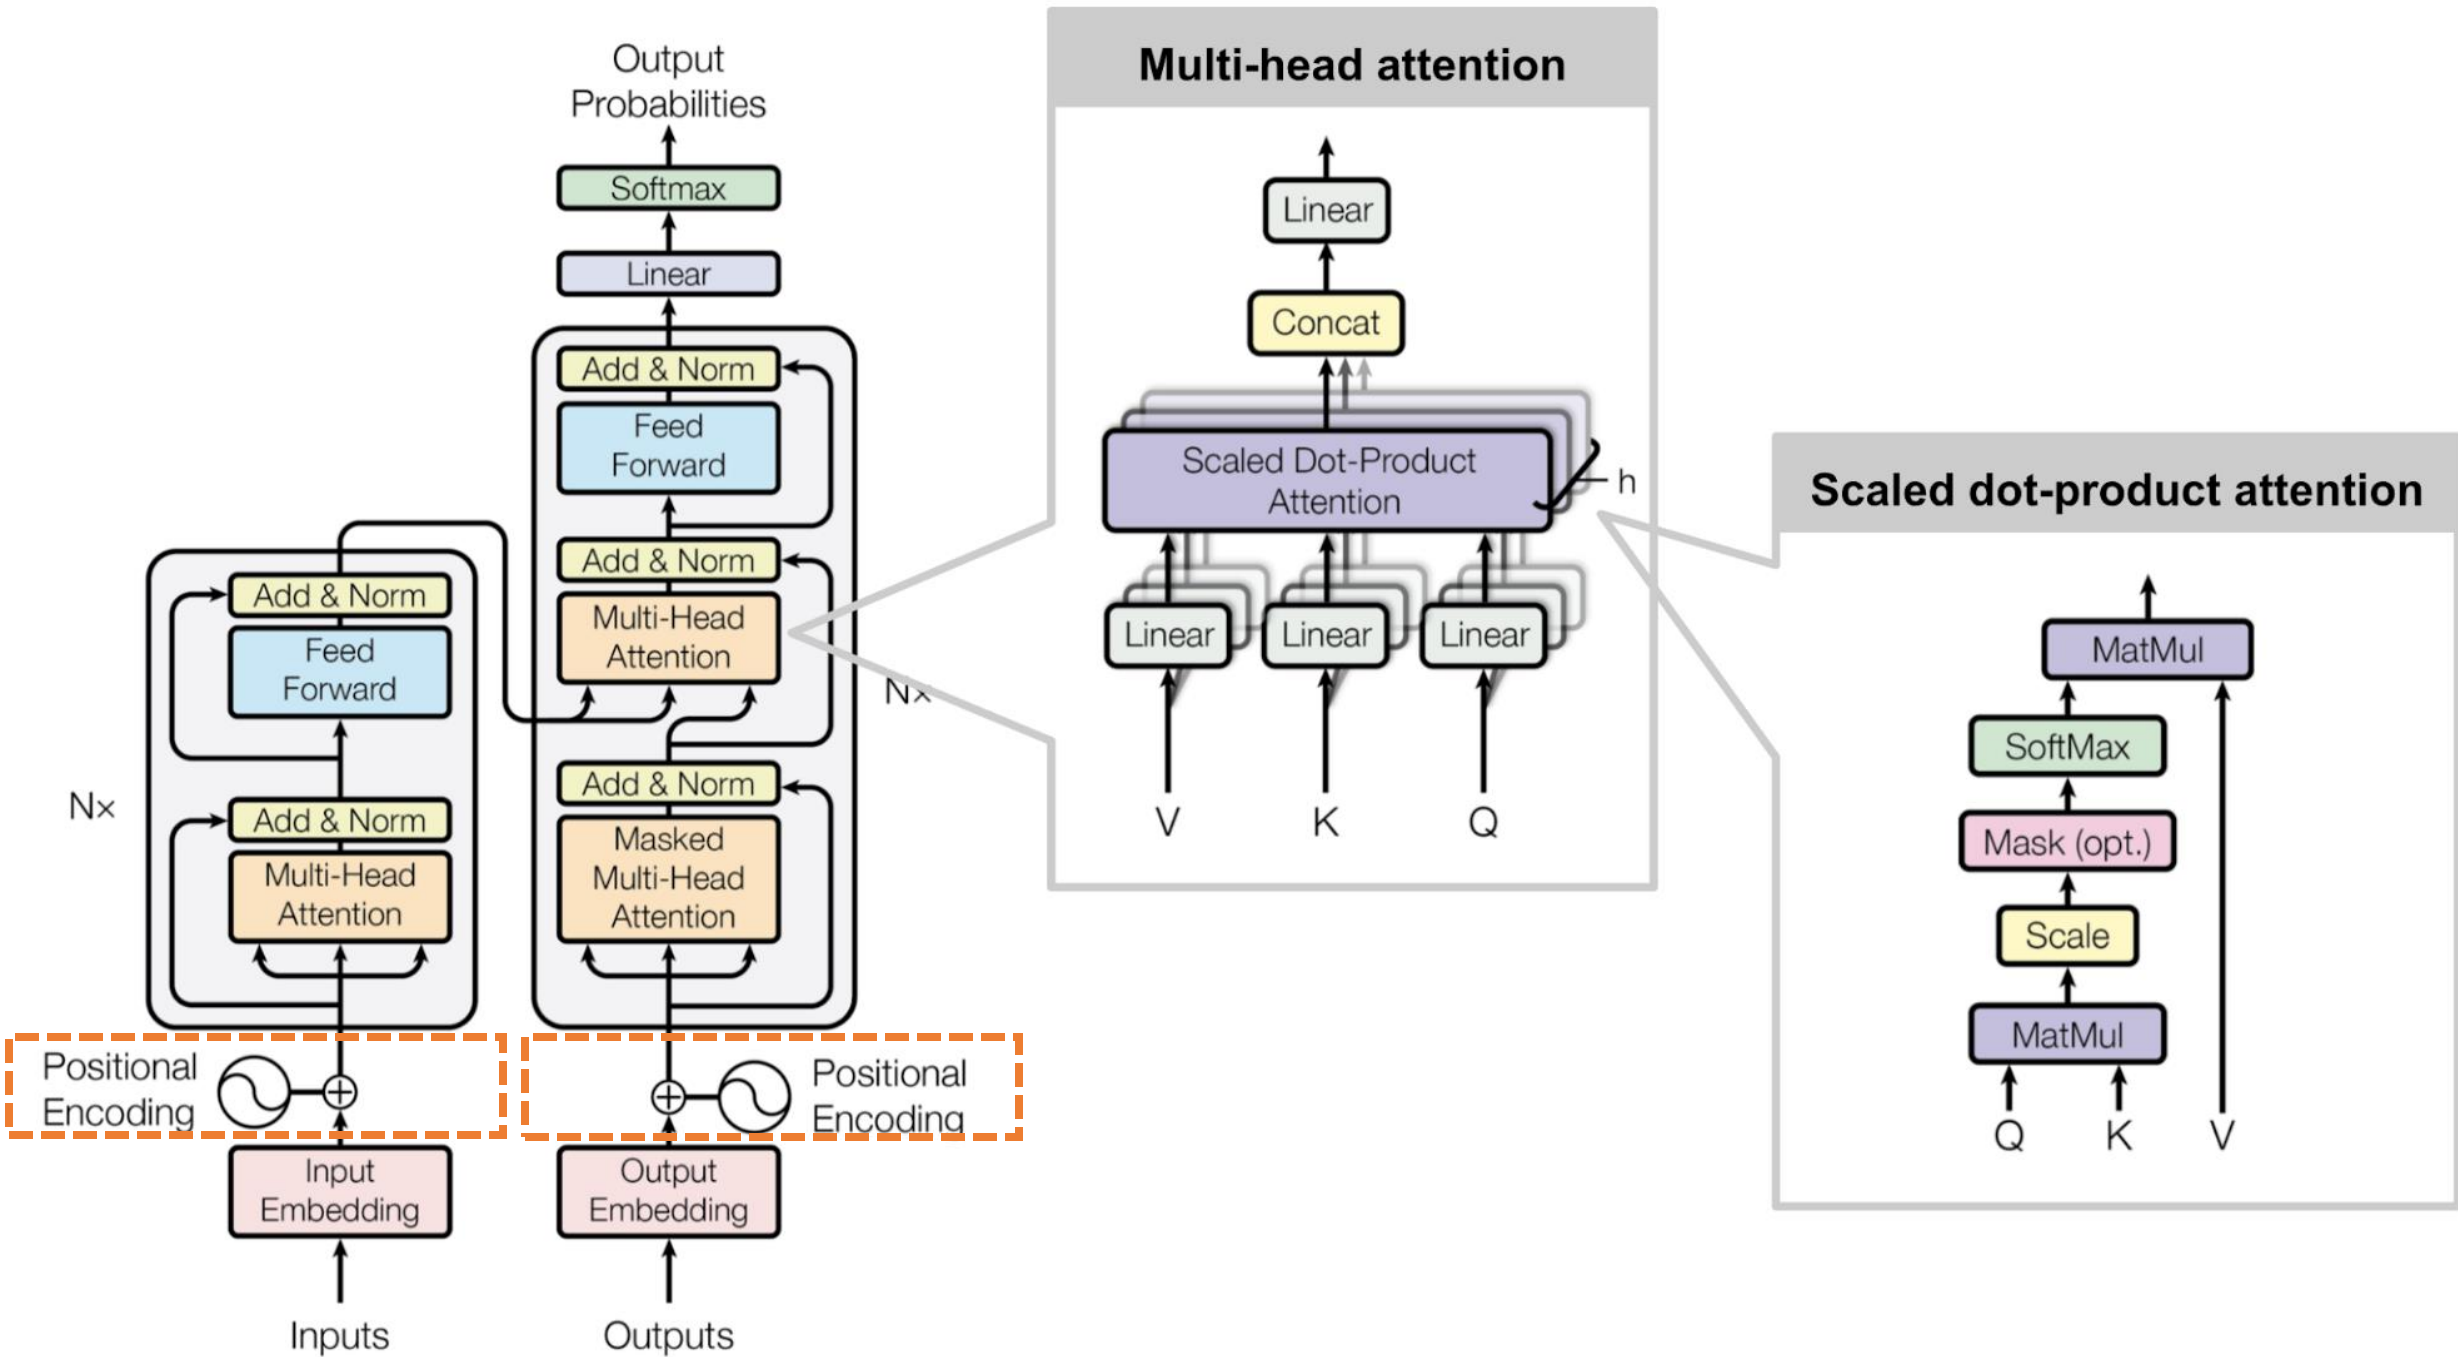 Output
Probabilities
Softmax
Linear
Add & Norm
Feed
Forward
Add & Norm
Multi-Head
Attention
Nx
Add & Norm
Masked
Multi-Head
Attention
Positional
Encoding
Output
Embedding
Outputs
Add & Norm
Feed
Forward
Nx
Add & Norm
Multi-Head
Attention
Positional
Encoding
Input
Embedding
Inputs
Multi-head attention
Linear
Concat
Scaled Dot-Product
Attention
h
Linear Linear Linear
V K Q
Scaled dot-product attention
MatMul
SoftMax
Mask (opt.)
Scale
MatMul
Q K V